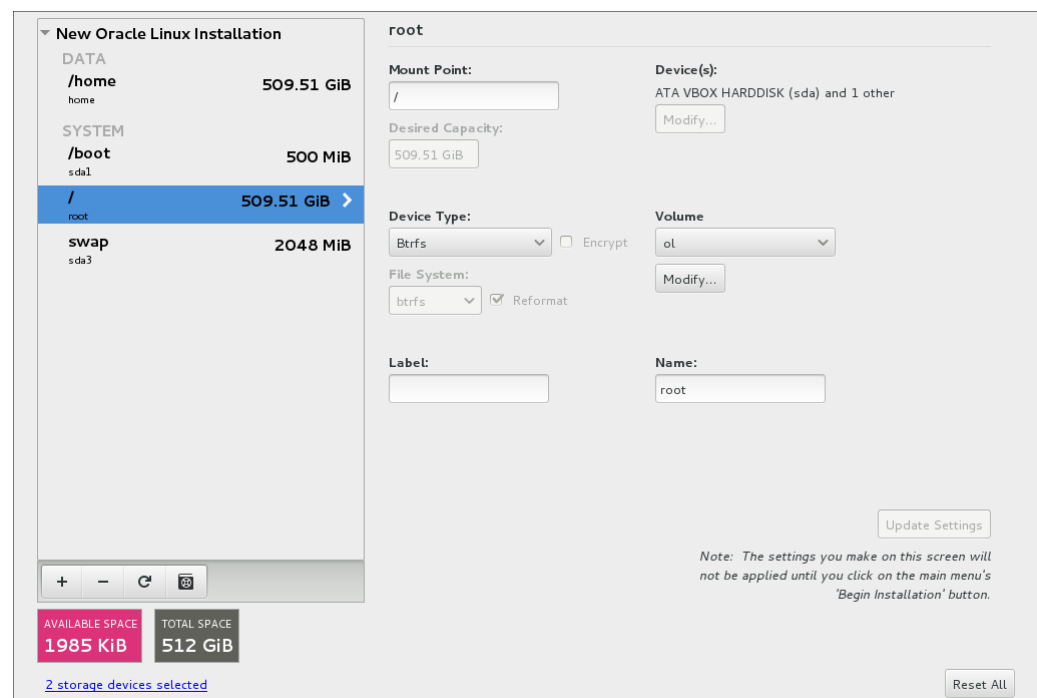 New Oracle Linux Installation
DATA
/home
509.51 GiB
home
SYSTEM
/boot
500 MiB
sda1
/
509.51 GiB
root
swap
2048 MiB
sda3
AVAILABLE SPACE
1985 KiB
TOTAL SPACE
512 GiB
2 storage devices selected
root
Mount Point:
/
Desired Capacity:
509.51 GiB
Device(s):
ATA VBOX HARDDISK (sda) and 1 other
Modify...
Device Type:
Btrfs
Encrypt
File System:
btrfs
Reformat
Volume
ol
Modify...
Label:
Name:
root
Update Settings
Note: The settings you make on this screen will
not be applied until you click on the main menu's
'Begin Installation' button.
Reset All